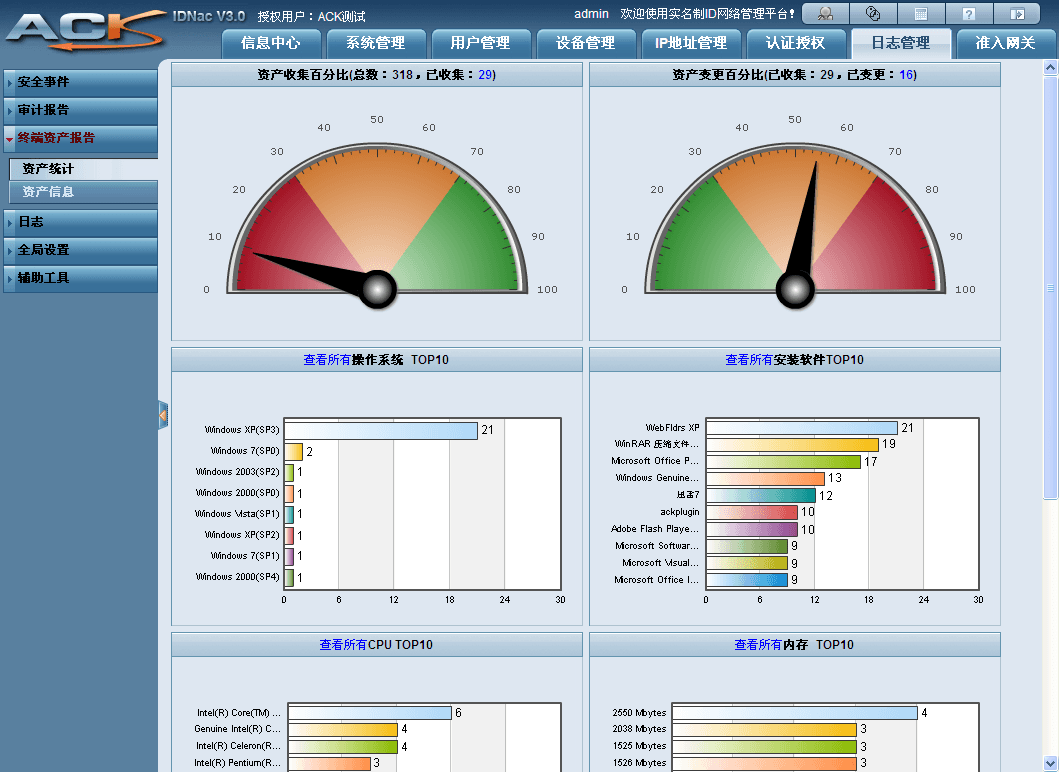 ACK IDNac V3.0 授权用户：ACK测试
admin 欢迎使用实名制ID网络管理平台！
信息中心 系统管理 用户管理 设备管理 IP地址管理 认证授权 日志管理 准入网关
安全事件
审计报告
终端资产报告
资产统计
资产信息
日志
全局设置
辅助工具
资产收集百分比(总数：318，已收集：29)
0 10 20 30 40 50 60 70 80 90 100
资产变更百分比(已收集：29，已变更：16)
0 10 20 30 40 50 60 70 80 90 100
查看所有操作系统 TOP10
Windows XP(SP3) 21
Windows 7(SP0) 2
Windows 2003(SP2) 1
Windows 2000(SP0) 1
Windows Vista(SP1) 1
Windows XP(SP2) 1
Windows 7(SP1) 1
Windows 2000(SP4) 1
0 6 12 18 24 30
查看所有安装软件TOP10
WebFldrs XP 21
WinRAR 压缩文件... 19
Microsoft Office P... 17
Windows Genuine... 13
迅雷7 12
ackplugin 10
Adobe Flash Playe... 10
Microsoft Softwar... 9
Microsoft Visual... 9
Microsoft Office I... 9
0 6 12 18 24 30
查看所有CPU TOP10
Intel(R) Core(TM) ... 6
Genuine Intel(R) C... 4
Intel(R) Celeron(R... 4
Intel(R) Pentium(R... 3
查看所有内存 TOP10
2550 Mbytes 4
2038 Mbytes 3
1525 Mbytes 3
1526 Mbytes 3